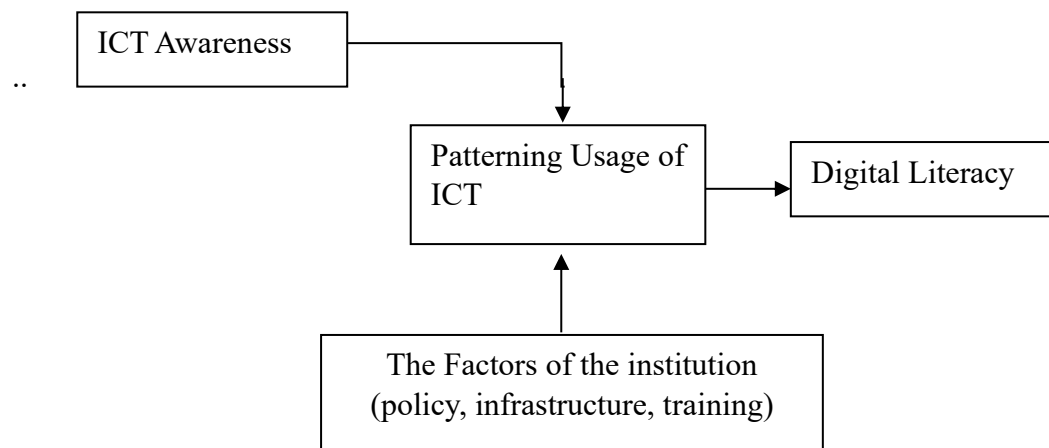 ICT Awareness
..
Patterning Usage of
ICT
Digital Literacy
The Factors of the institution
(policy, infrastructure, training)